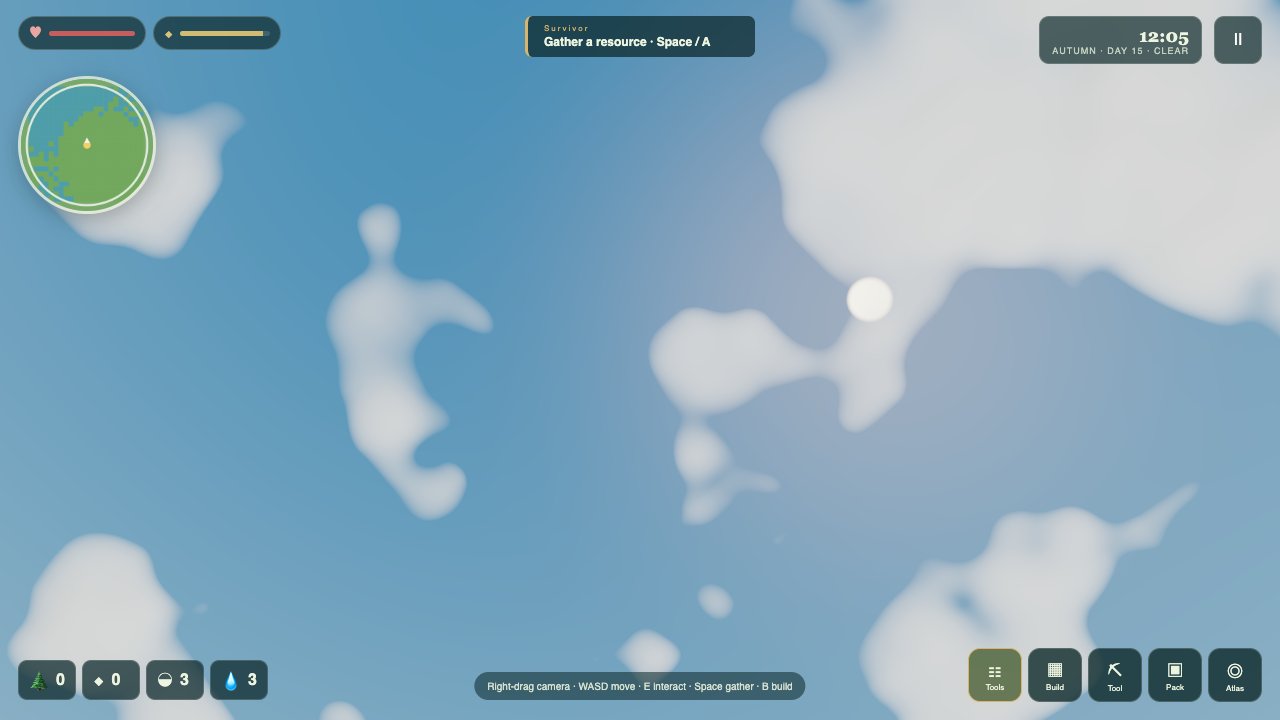 Survivor
Gather a resource · Space / A
12:05
AUTUMN · DAY 15 · CLEAR
0
0
3
3
Right-drag camera · WASD move · E interact · Space gather · B build
Tools
Build
Tool
Pack
Atlas